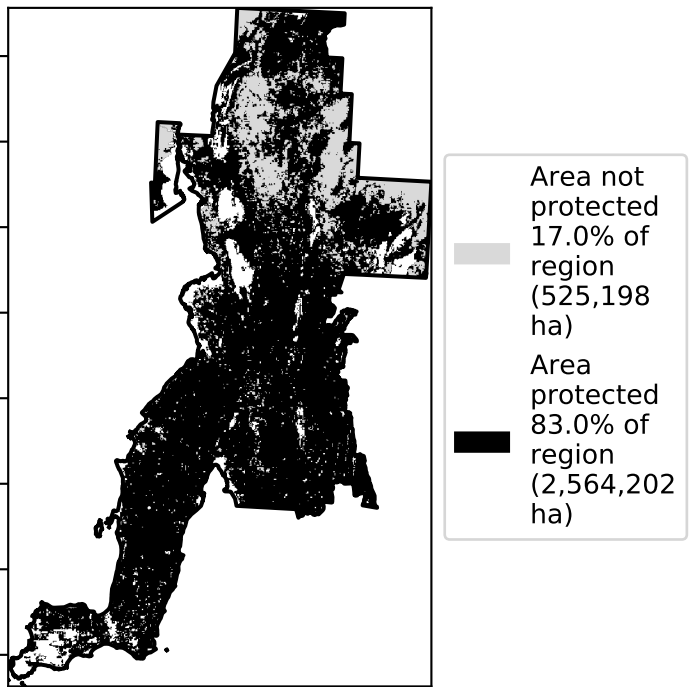 Area not
protected
17.0% of
region
(525,198
ha)
Area
protected
83.0% of
region
(2,564,202
ha)